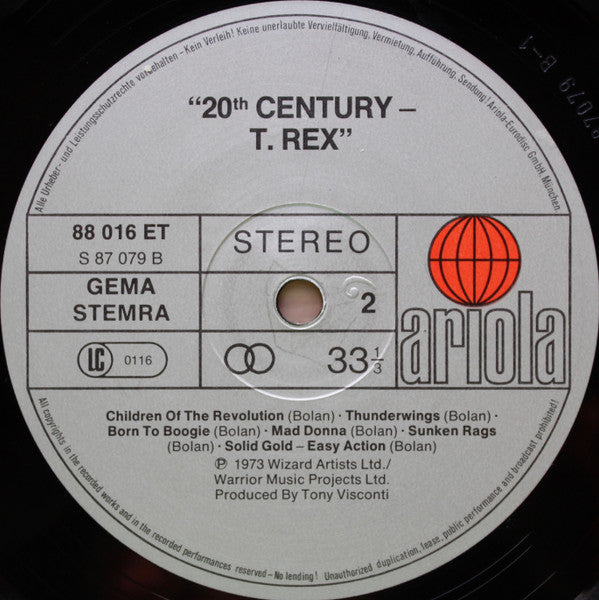 Alle Urheber- und Leistungsschutzrechte vorbehalten – Kein Verleih! Keine unerlaubte Vervielfältigung, Vermietung, Aufführung, Sendung! Ariola-Eurodisc GmbH, München
"20th CENTURY –
T. REX"
88 016 ET
S 87 079 B
STEREO
GEMA
STEMRA
2
LC 0116
33 1/3
ariola
Children Of The Revolution (Bolan) · Thunderwings (Bolan) ·
Born To Boogie (Bolan) · Mad Donna (Bolan) · Sunken Rags
(Bolan) · Solid Gold – Easy Action (Bolan)
℗ 1973 Wizard Artists Ltd./
Warrior Music Projects Ltd.
Produced By Tony Visconti
All copyrights in the recorded works and in the recorded performances reserved – No lending! Unauthorized duplication, lease, public performance and broadcast prohibited!
87079 B-1